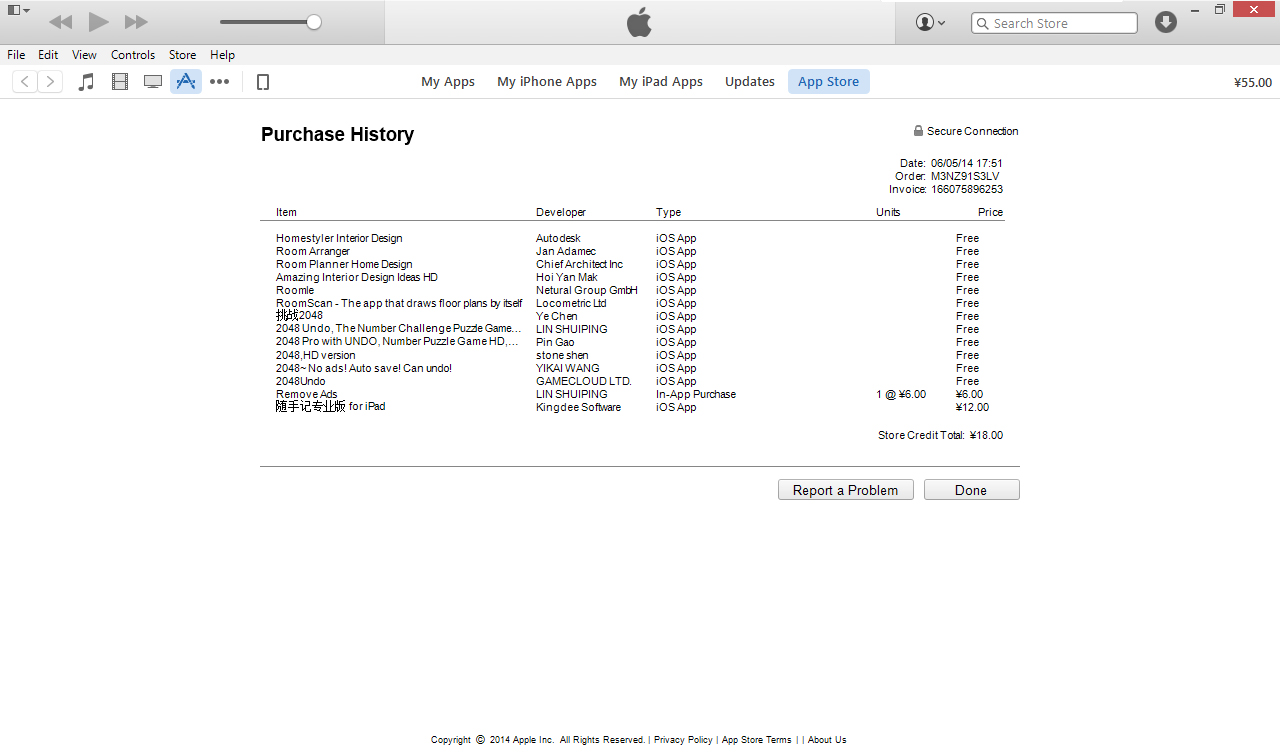 Search Store
File Edit View Controls Store Help
My Apps My iPhone Apps My iPad Apps Updates App Store ¥55.00
Purchase History Secure Connection
Date: 06/05/14 17:51
Order: M3NZ91S3LV
Invoice: 166075896253
Item Developer Type Units Price
Homestyler Interior Design Autodesk iOS App Free
Room Arranger Jan Adamec iOS App Free
Room Planner Home Design Chief Architect Inc iOS App Free
Amazing Interior Design Ideas HD Hoi Yan Mak iOS App Free
Roomle Netural Group GmbH iOS App Free
RoomScan - The app that draws floor plans by itself Locometric Ltd iOS App Free
挑战2048 Ye Chen iOS App Free
2048 Undo, The Number Challenge Puzzle Game... LIN SHUIPING iOS App Free
2048 Pro with UNDO, Number Puzzle Game HD,... Pin Gao iOS App Free
2048,HD version stone shen iOS App Free
2048~ No ads! Auto save! Can undo! YIKAI WANG iOS App Free
2048Undo GAMECLOUD LTD. iOS App Free
Remove Ads LIN SHUIPING In-App Purchase 1 @ ¥6.00 ¥6.00
随手记专业版 for iPad Kingdee Software iOS App ¥12.00
Store Credit Total: ¥18.00
Report a Problem Done
Copyright © 2014 Apple Inc. All Rights Reserved. | Privacy Policy | App Store Terms | | About Us